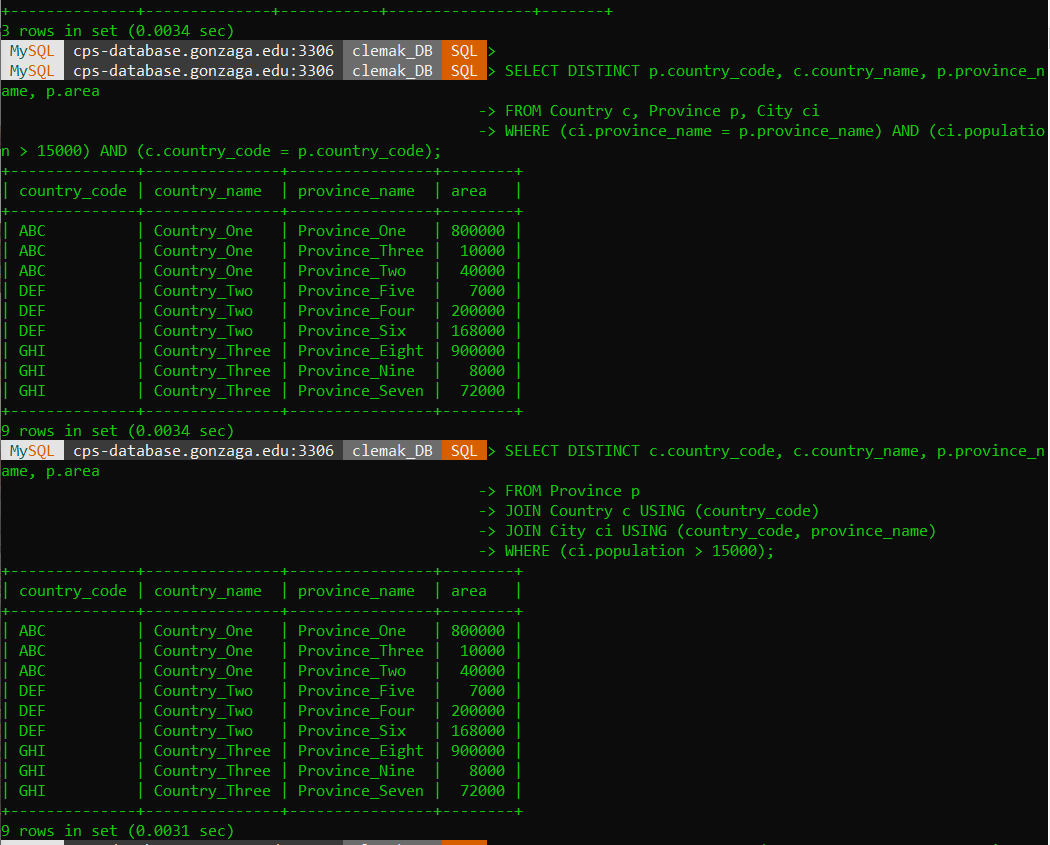 +--------------+--------------+-----------+----------------+-------+
3 rows in set (0.0034 sec)
MySQL cps-database.gonzaga.edu:3306 clemak_DB SQL >
MySQL cps-database.gonzaga.edu:3306 clemak_DB SQL > SELECT DISTINCT p.country_code, c.country_name, p.province_n
ame, p.area
-> FROM Country c, Province p, City ci
-> WHERE (ci.province_name = p.province_name) AND (ci.populatio
n > 15000) AND (c.country_code = p.country_code);
+--------------+---------------+----------------+--------+
| country_code | country_name  | province_name  | area   |
+--------------+---------------+----------------+--------+
| ABC          | Country_One   | Province_One   | 800000 |
| ABC          | Country_One   | Province_Three |  10000 |
| ABC          | Country_One   | Province_Two   |  40000 |
| DEF          | Country_Two   | Province_Five  |   7000 |
| DEF          | Country_Two   | Province_Four  | 200000 |
| DEF          | Country_Two   | Province_Six   | 168000 |
| GHI          | Country_Three | Province_Eight | 900000 |
| GHI          | Country_Three | Province_Nine  |   8000 |
| GHI          | Country_Three | Province_Seven |  72000 |
+--------------+---------------+----------------+--------+
9 rows in set (0.0034 sec)
MySQL cps-database.gonzaga.edu:3306 clemak_DB SQL > SELECT DISTINCT c.country_code, c.country_name, p.province_n
ame, p.area
-> FROM Province p
-> JOIN Country c USING (country_code)
-> JOIN City ci USING (country_code, province_name)
-> WHERE (ci.population > 15000);
+--------------+---------------+----------------+--------+
| country_code | country_name  | province_name  | area   |
+--------------+---------------+----------------+--------+
| ABC          | Country_One   | Province_One   | 800000 |
| ABC          | Country_One   | Province_Three |  10000 |
| ABC          | Country_One   | Province_Two   |  40000 |
| DEF          | Country_Two   | Province_Five  |   7000 |
| DEF          | Country_Two   | Province_Four  | 200000 |
| DEF          | Country_Two   | Province_Six   | 168000 |
| GHI          | Country_Three | Province_Eight | 900000 |
| GHI          | Country_Three | Province_Nine  |   8000 |
| GHI          | Country_Three | Province_Seven |  72000 |
+--------------+---------------+----------------+--------+
9 rows in set (0.0031 sec)